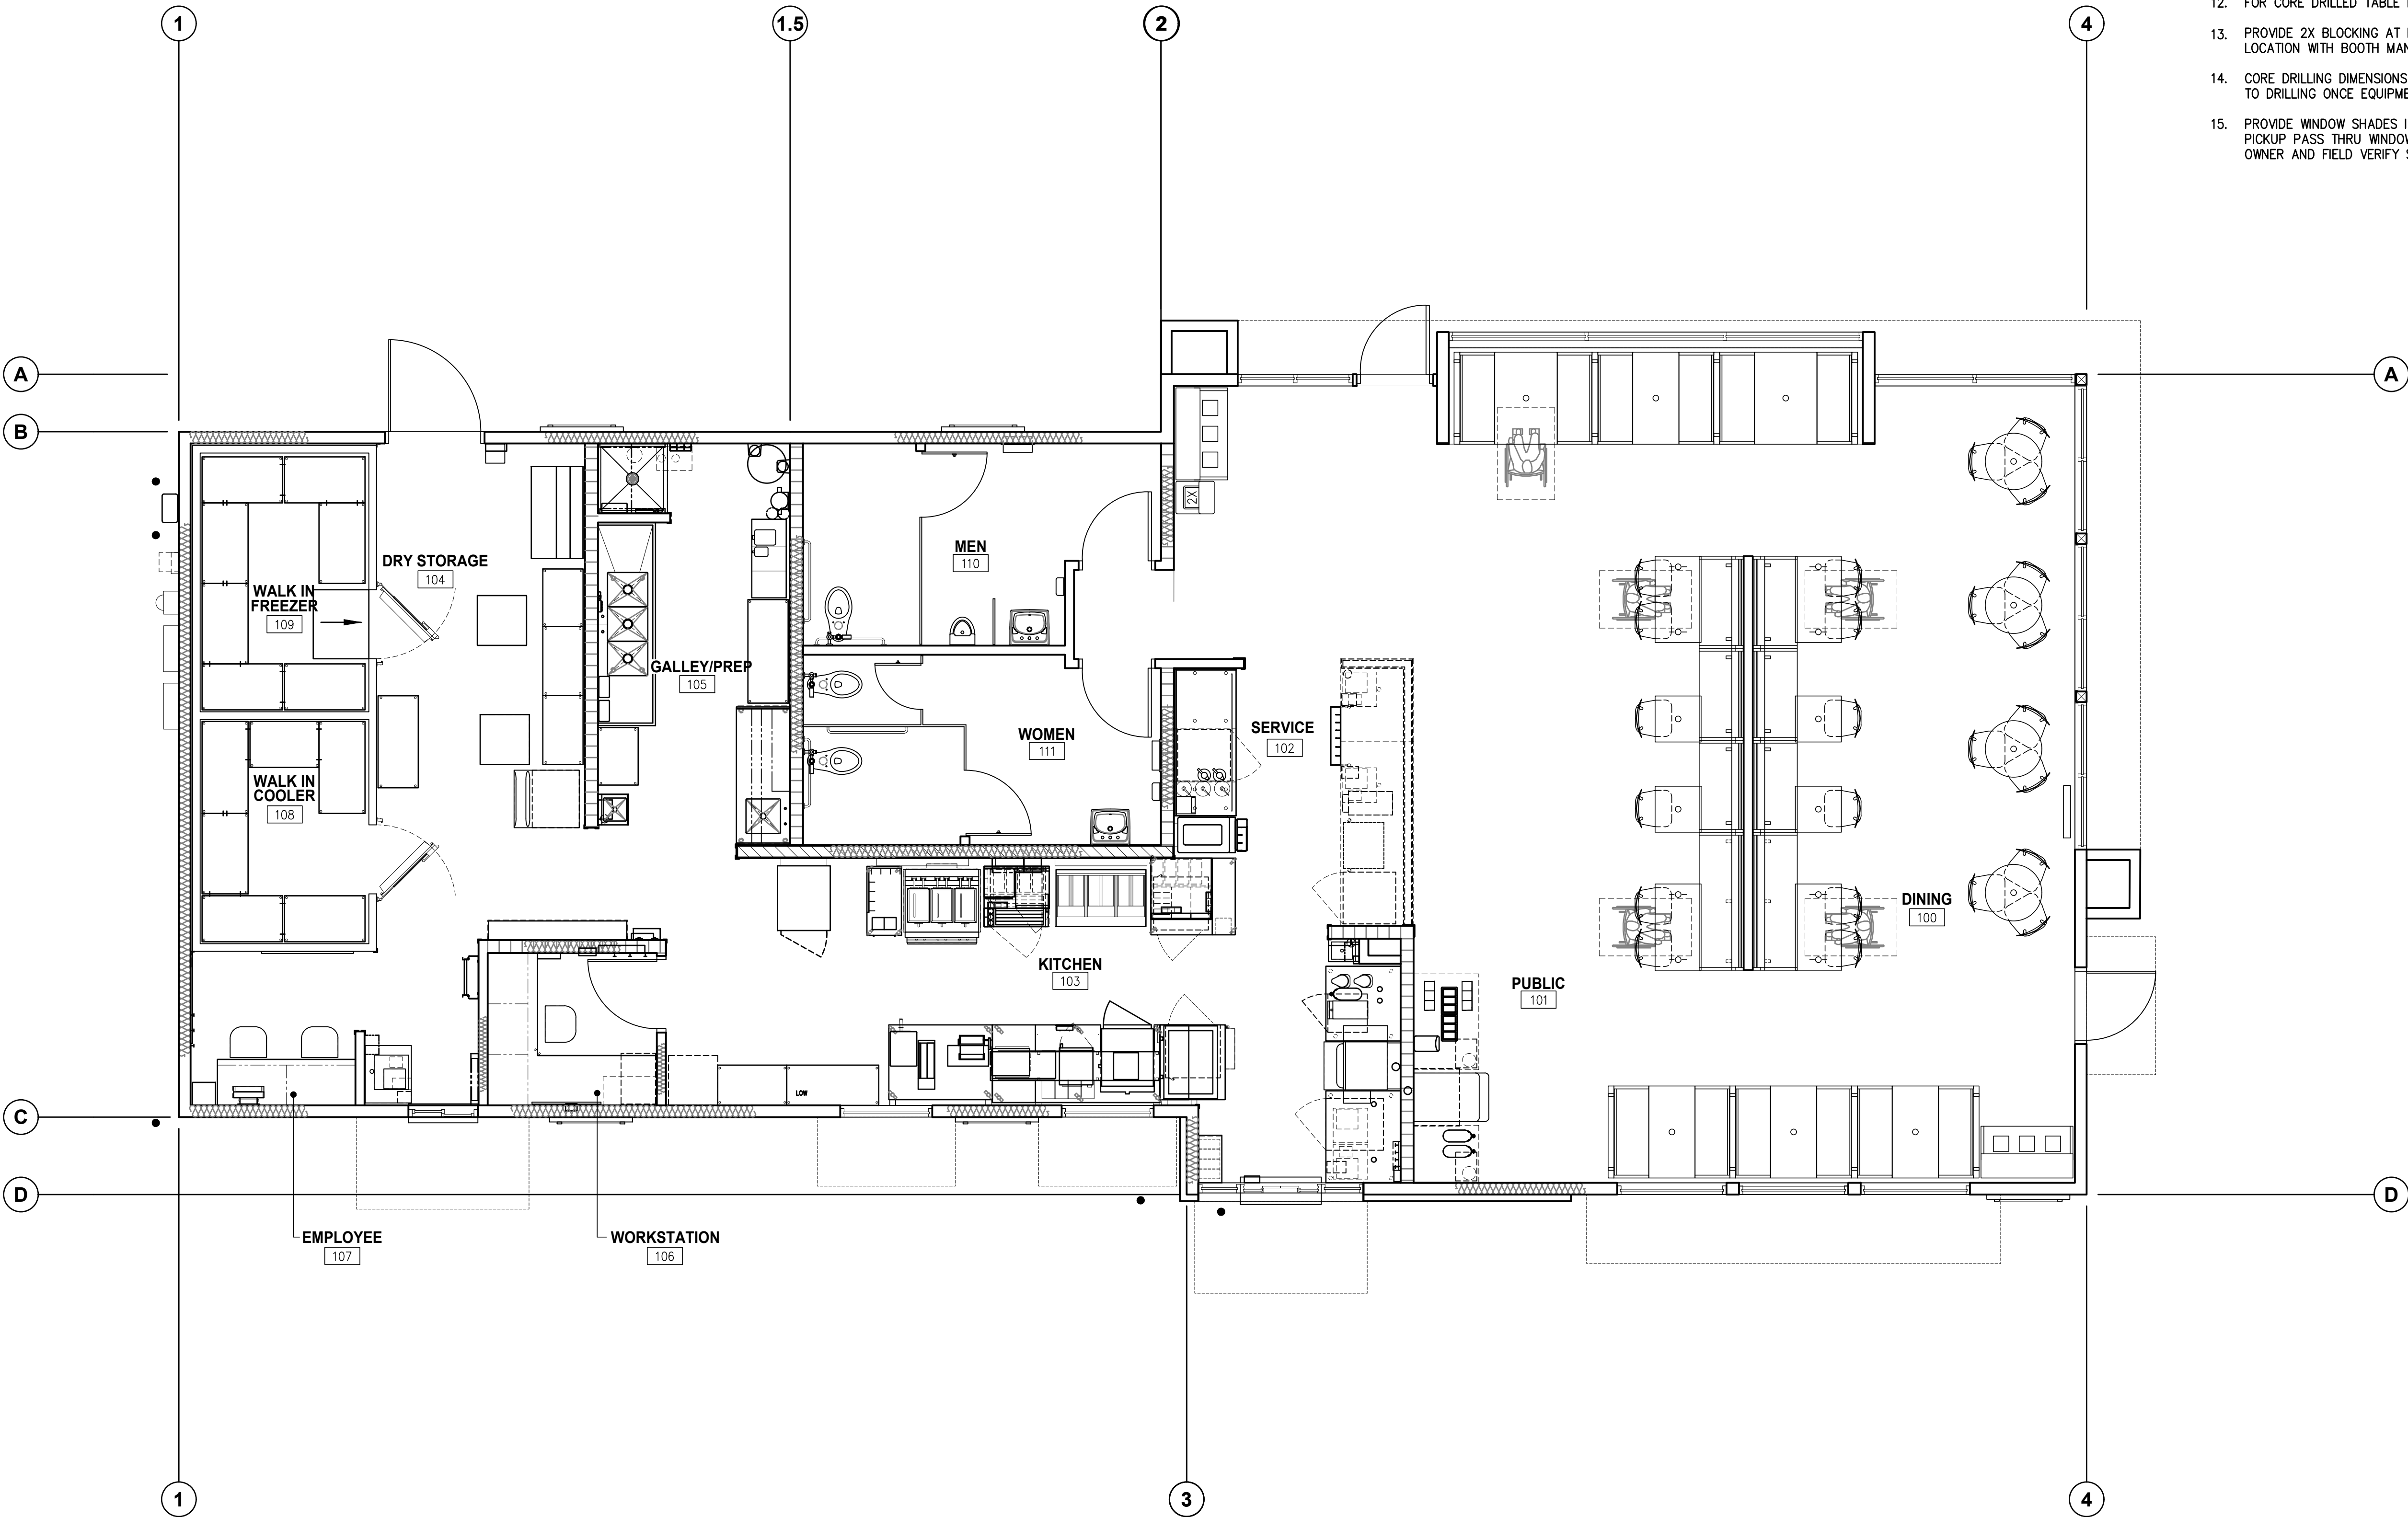 1
1.5
2
4
12. FOR CORE DRILLED TABLE
13. PROVIDE 2X BLOCKING AT
LOCATION WITH BOOTH
14. CORE DRILLING DIMENSIONS
TO DRILLING ONCE
15. PROVIDE WINDOW SHADES
PICKUP PASS THRU
OWNER AND FIELD VERIFY
A
A
B
2X
MEN
110
DRY STORAGE
104
WALK IN
FREEZER
109
GALLEY/PREP
105
SERVICE
102
WOMEN
111
WALK IN
COOLER
108
DINING
100
KITCHEN
103
PUBLIC
101
LOW
C
D
D
EMPLOYEE
107
WORKSTATION
106
1
3
4